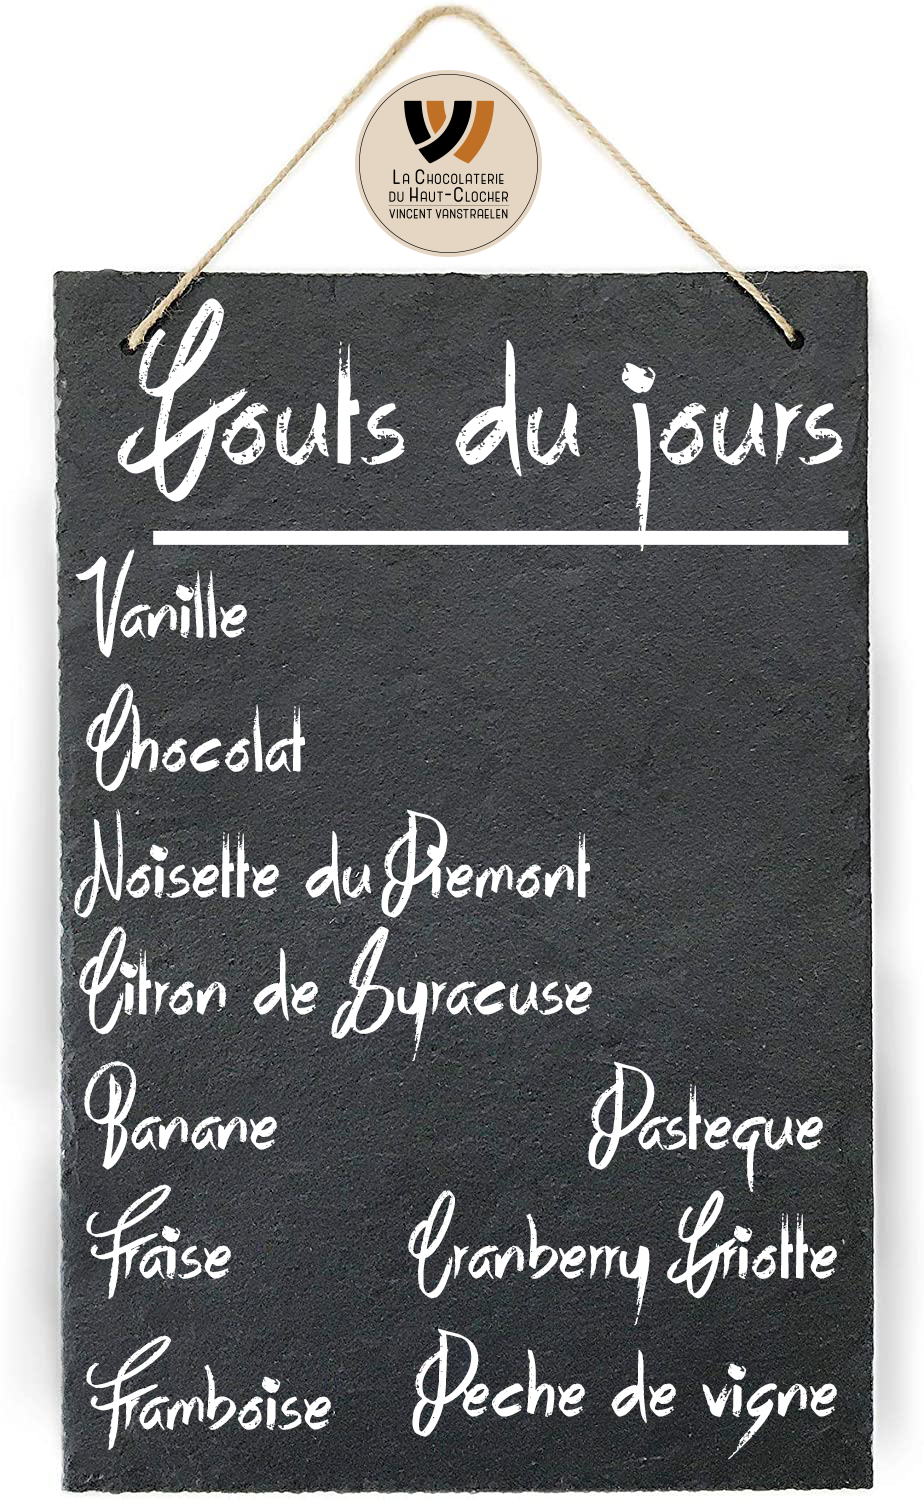 LA CHOCOLATERIE
DU HAUT-CLOCHER
VINCENT VANSTRAELEN
Gouts du jours
Vanille
Chocolat
Noisette du Piemont
Citron de Syracuse
Banane Pasteque
Fraise Cranberry Griotte
Framboise Peche de vigne